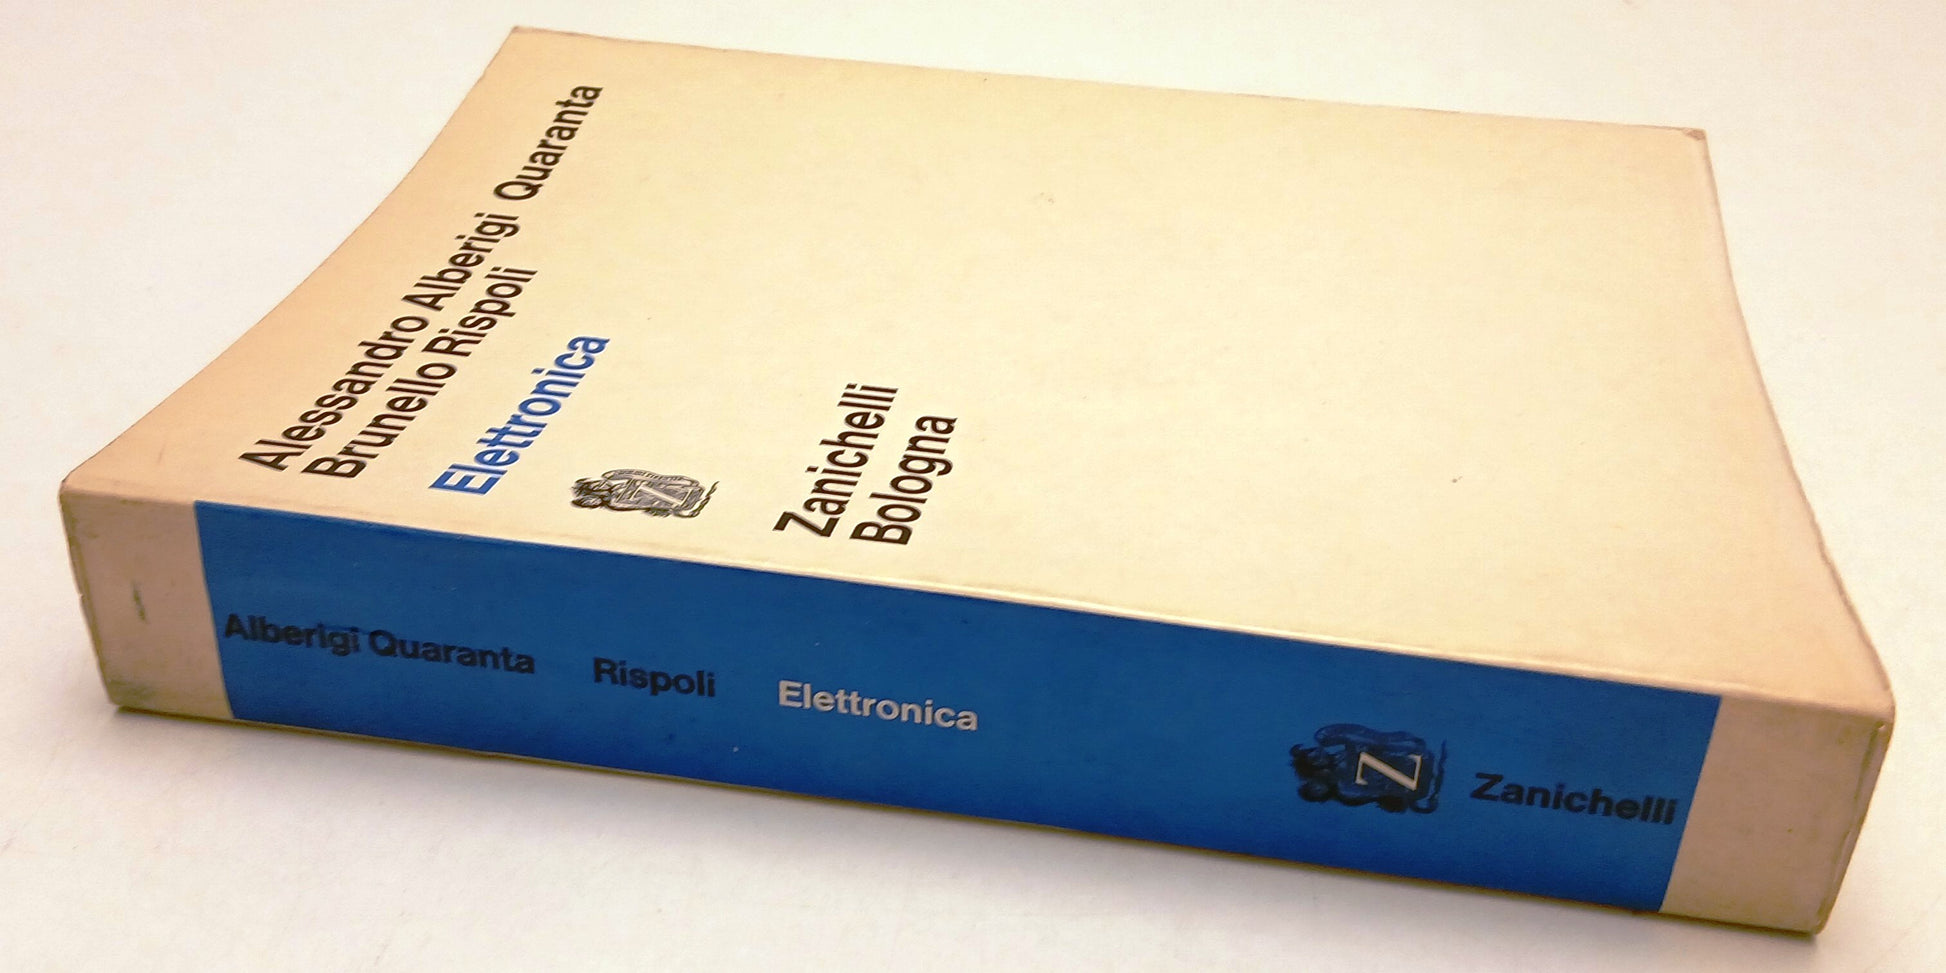 Alessandro Alberigi Quaranta
Brunello Rispoli
Elettronica
Z
Zanichelli
Bologna
Alberigi Quaranta Rispoli Elettronica Z Zanichelli